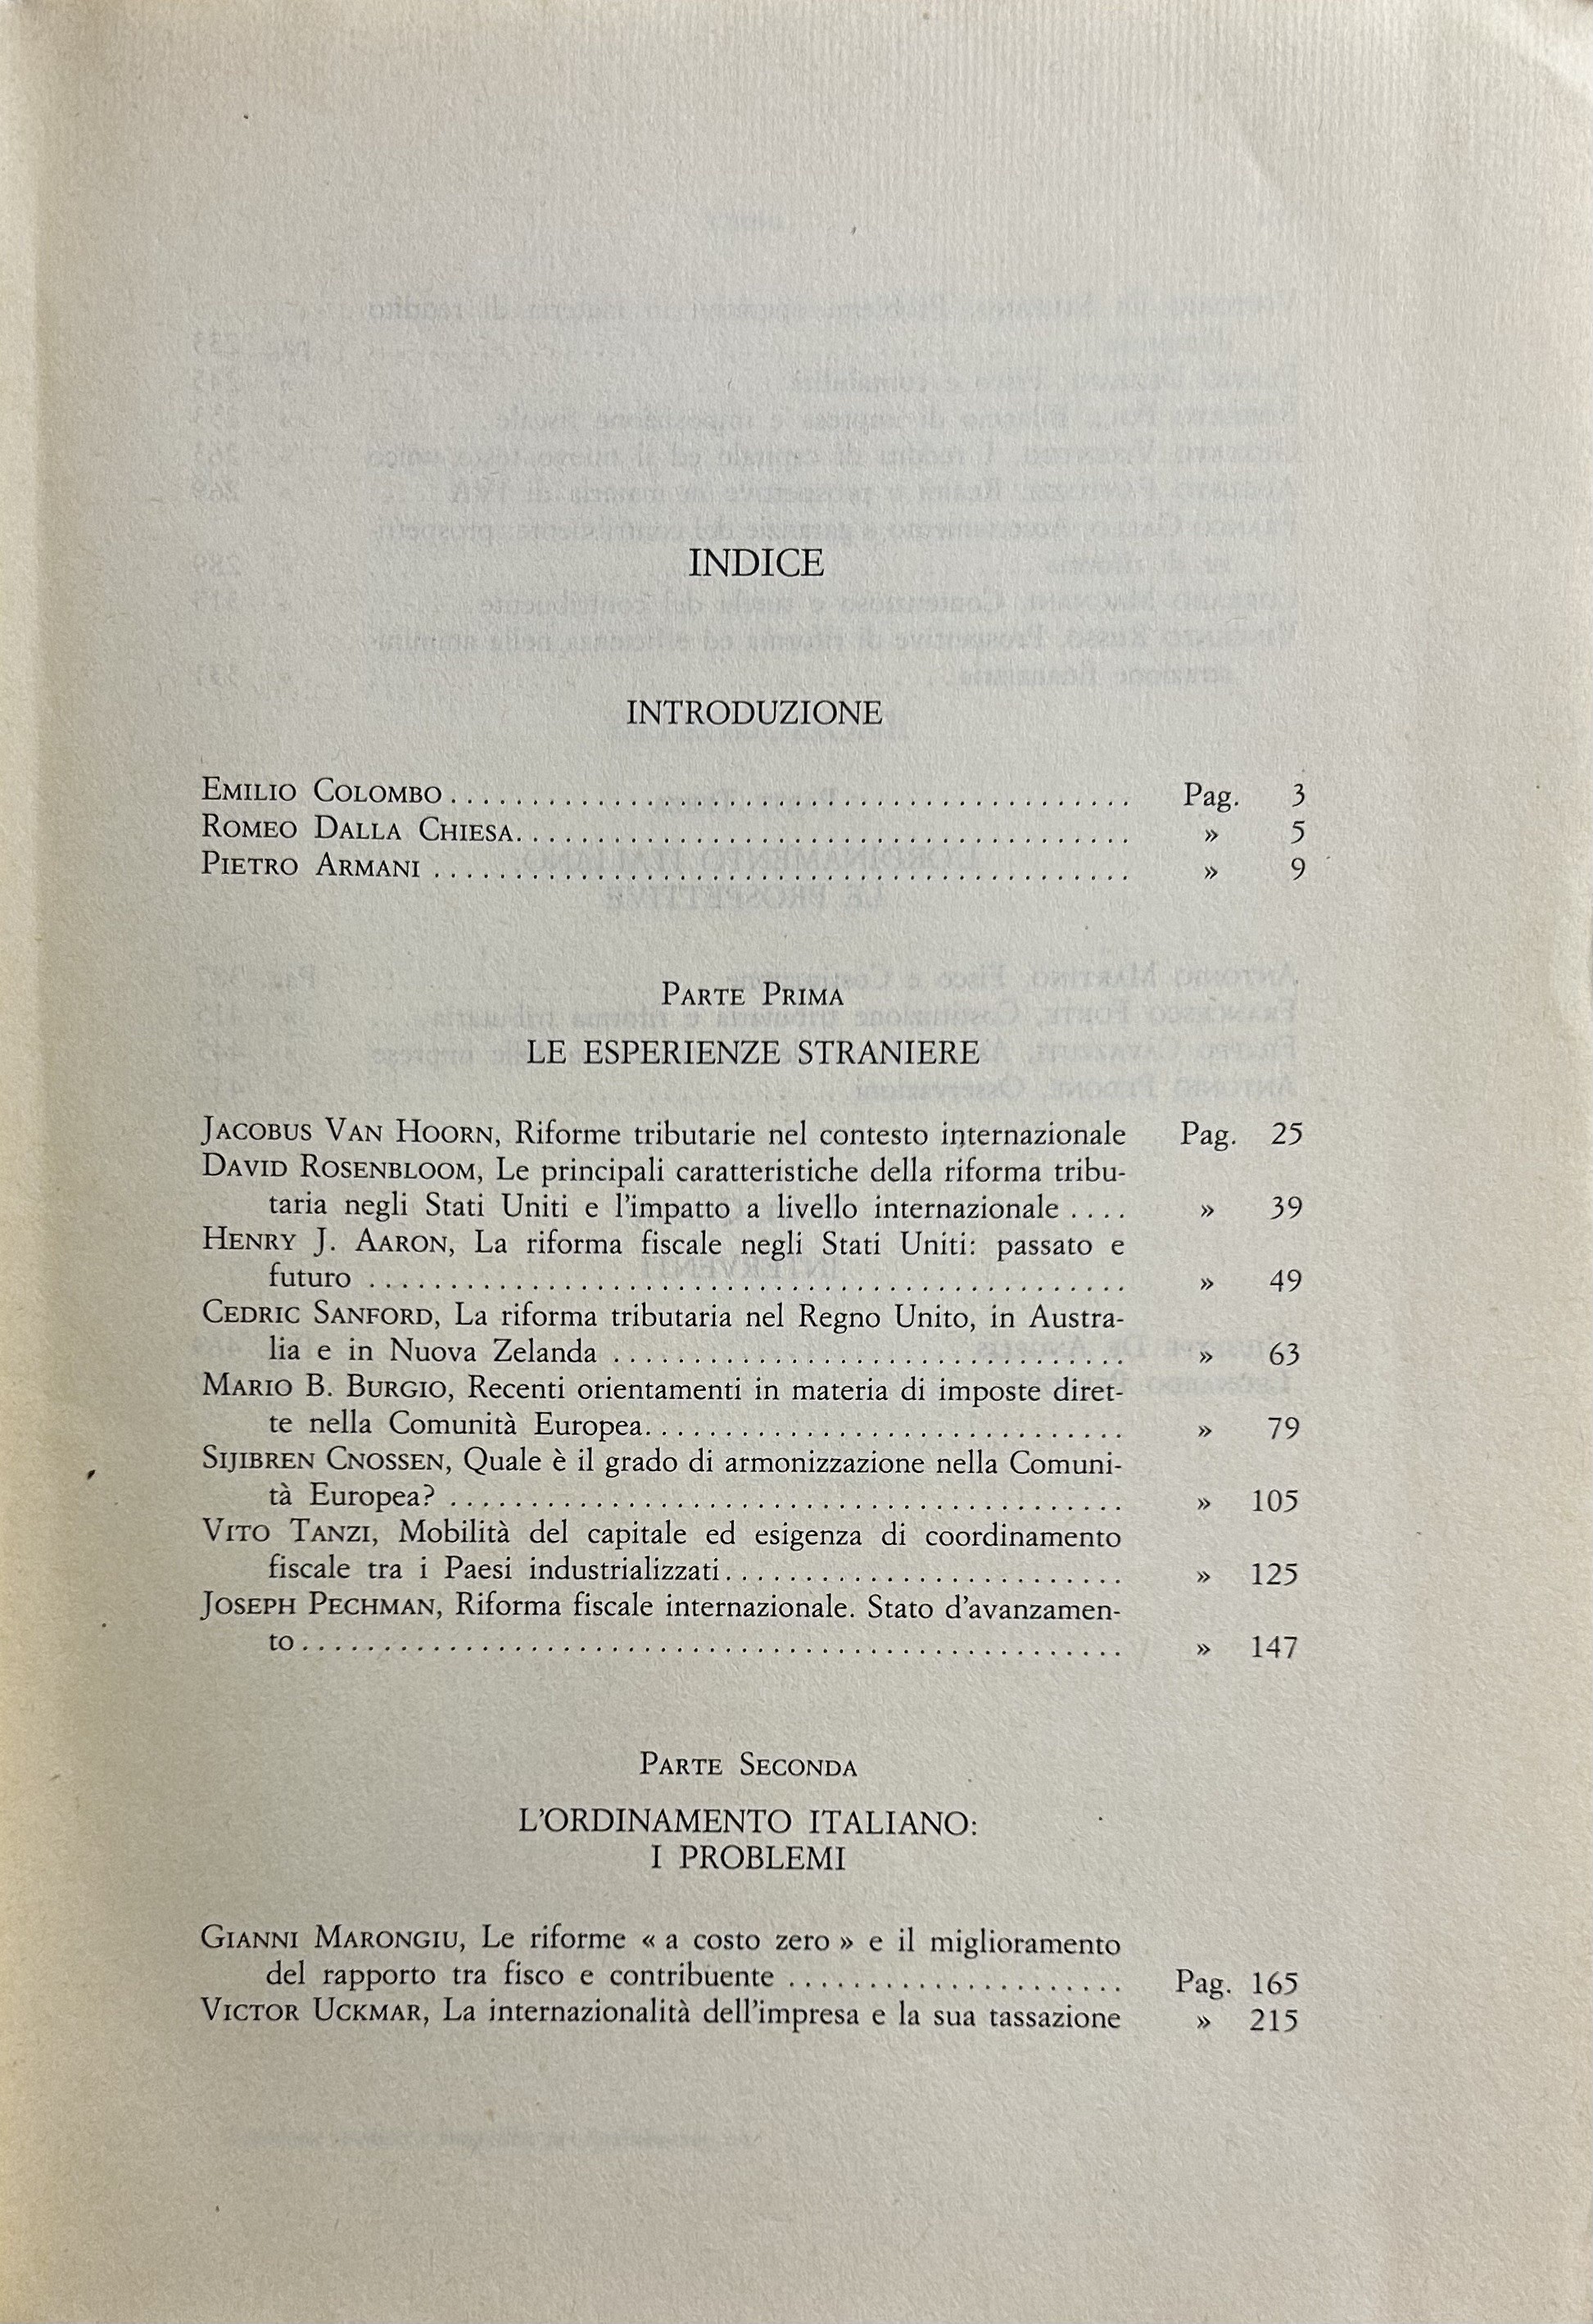 INDICE
INTRODUZIONE
EMILIO COLOMBO. . . . . . . . . . . . . . . . . . . . . . . . . . . . . . . . . . . . . . . . . . Pag. 3
ROMEO DALLA CHIESA. . . . . . . . . . . . . . . . . . . . . . . . . . . . . . . . . . . . . . » 5
PIETRO ARMANI . . . . . . . . . . . . . . . . . . . . . . . . . . . . . . . . . . . . . . . . . . . » 9
PARTE PRIMA
LE ESPERIENZE STRANIERE
JACOBUS VAN HOORN, Riforme tributarie nel contesto internazionale Pag. 25
DAVID ROSENBLOOM, Le principali caratteristiche della riforma tribu-
taria negli Stati Uniti e l'impatto a livello internazionale . . . . » 39
HENRY J. AARON, La riforma fiscale negli Stati Uniti: passato e
futuro . . . . . . . . . . . . . . . . . . . . . . . . . . . . . . . . . . . . . . . . . . . . . . . » 49
CEDRIC SANFORD, La riforma tributaria nel Regno Unito, in Austra-
lia e in Nuova Zelanda . . . . . . . . . . . . . . . . . . . . . . . . . . . . . . . . » 63
MARIO B. BURGIO, Recenti orientamenti in materia di imposte diret-
te nella Comunità Europea. . . . . . . . . . . . . . . . . . . . . . . . . . . . . . » 79
SIJIBREN CNOSSEN, Quale è il grado di armonizzazione nella Comuni-
tà Europea? . . . . . . . . . . . . . . . . . . . . . . . . . . . . . . . . . . . . . . . . . . » 105
VITO TANZI, Mobilità del capitale ed esigenza di coordinamento
fiscale tra i Paesi industrializzati. . . . . . . . . . . . . . . . . . . . . . . . . » 125
JOSEPH PECHMAN, Riforma fiscale internazionale. Stato d'avanzamen-
to . . . . . . . . . . . . . . . . . . . . . . . . . . . . . . . . . . . . . . . . . . . . . . . . . . . » 147
PARTE SECONDA
L'ORDINAMENTO ITALIANO:
I PROBLEMI
GIANNI MARONGIU, Le riforme « a costo zero » e il miglioramento
del rapporto tra fisco e contribuente . . . . . . . . . . . . . . . . . . . . . Pag. 165
VICTOR UCKMAR, La internazionalità dell'impresa e la sua tassazione » 215